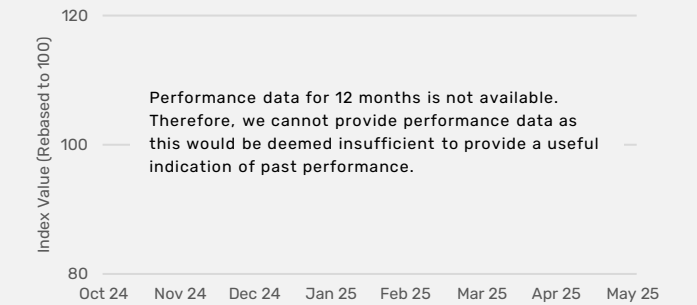 120
Index Value (Rebased to 100)
Performance data for 12 months is not available.
Therefore, we cannot provide performance data as
100
this would be deemed insufficient to provide a useful
indication of past performance.
80
Oct 24 Nov 24 Dec 24 Jan 25 Feb 25 Mar 25 Apr 25 May 25